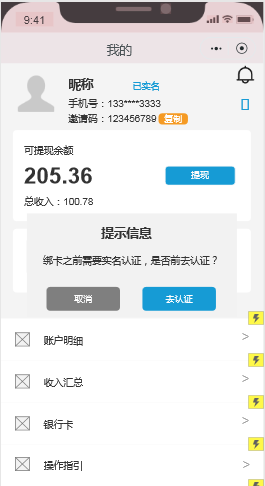 9:41
我的
昵称 已实名
手机号：133****3333
邀请码：123456789 复制
可提现余额
205.36 提现
总收入：100.78
提示信息
绑卡之前需要实名认证，是否前去认证？
取消 去认证
账户明细 >
收入汇总 >
银行卡 >
操作指引 >